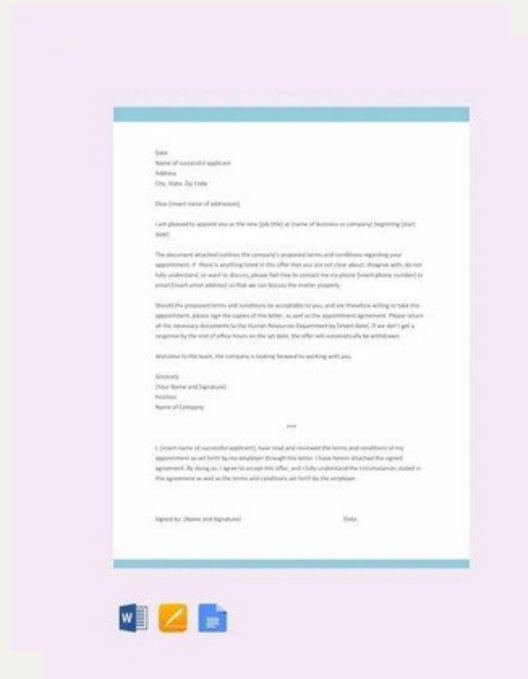 Date
Name of successful applicant
Address
City, State, Zip Code
Dear [insert name of addressee],
I am pleased to appoint you as the new [job title] at [name of business or company] beginning [start
date].
The document attached outlines the company's proposed terms and conditions regarding your
appointment. If there is anything listed in this offer that you are not clear about, disagree with, do not
fully understand, or want to discuss, please feel free to contact me via phone [insert phone number] or
email [insert email address] so that we can discuss the matter properly.
Should the proposed terms and conditions be acceptable to you, and are therefore willing to take this
appointment, please sign the copies of this letter, as well as the appointment agreement. Please return
all the necessary documents to the Human Resources Department by [insert date]. If we don't get a
response by the end of office hours on the set date, the offer will automatically be withdrawn.
Welcome to the team, the company is looking forward to working with you.
Sincerely
[Your Name and Signature]
Position
Name of Company
****
I, [insert name of successful applicant], have read and reviewed the terms and conditions of my
appointment as set forth by my employer through this letter. I have herein attached the signed
agreement. By doing so, I agree to accept this offer, and I fully understand the circumstances stated in
this agreement as well as the terms and conditions set forth by the employer.
Signed by: [Name and Signature] Date:
W